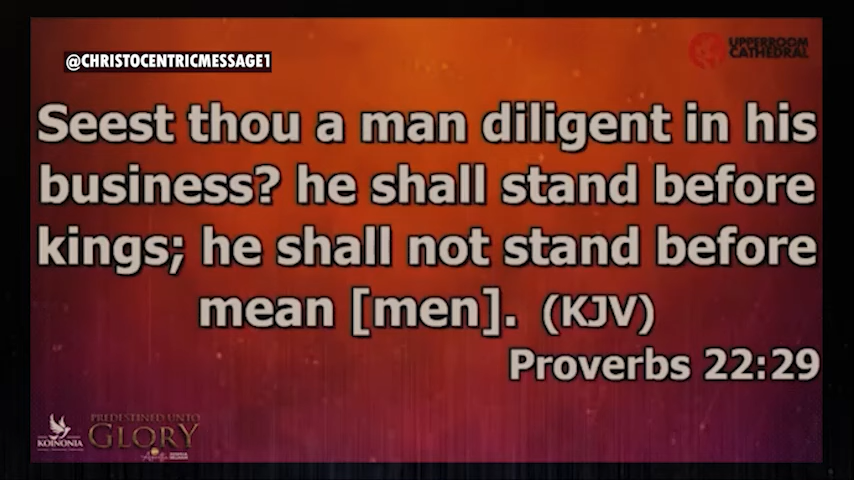 @CHRISTOCENTRICMESSAGE1
UPPERROOM
CATHEDRAL
Seest thou a man diligent in his
business? he shall stand before
kings; he shall not stand before
mean [men]. (KJV)
Proverbs 22:29
KOINONIA
PREDESTINED UNTO
GLORY